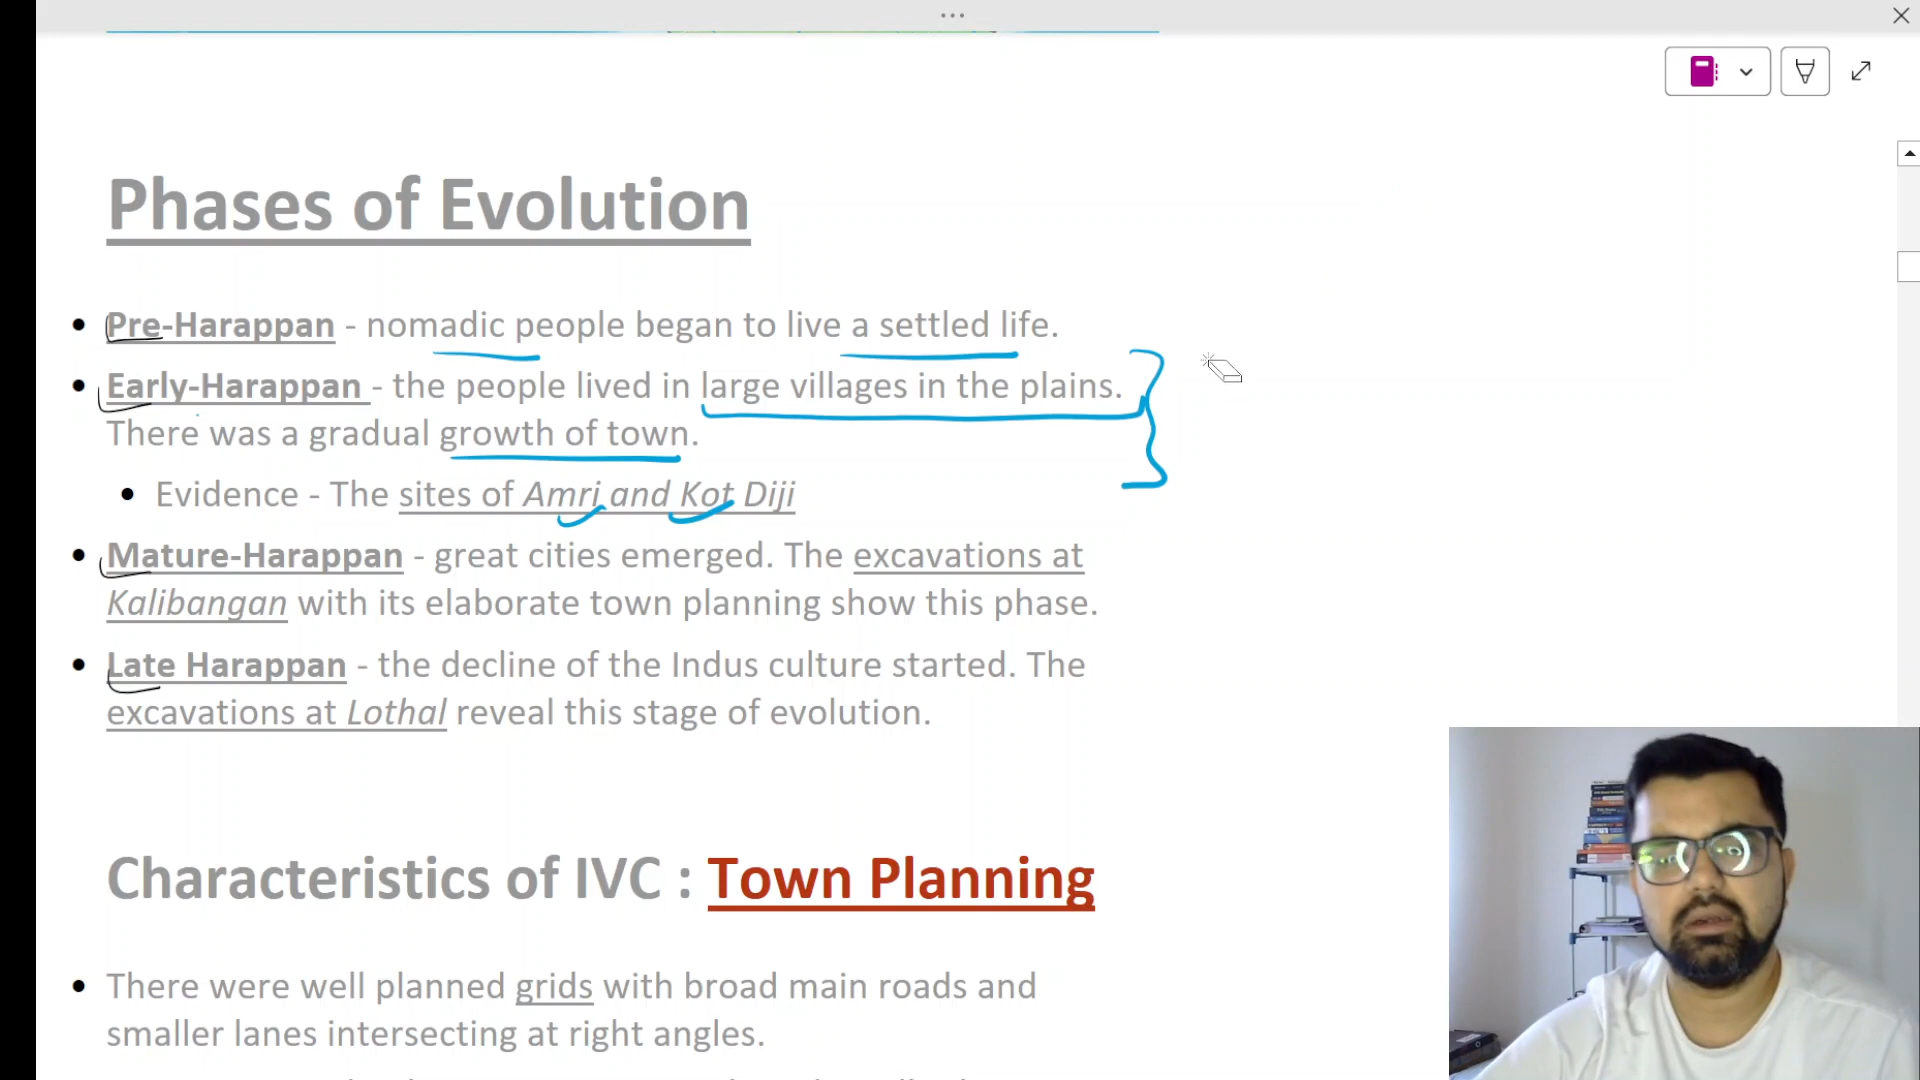 Phases of Evolution
• Pre-Harappan - nomadic people began to live a settled life.
• Early-Harappan - the people lived in large villages in the plains.
There was a gradual growth of town.
• Evidence - The sites of Amri and Kot Diji
• Mature-Harappan - great cities emerged. The excavations at
Kalibangan with its elaborate town planning show this phase.
• Late Harappan - the decline of the Indus culture started. The
excavations at Lothal reveal this stage of evolution.
Characteristics of IVC : Town Planning
• There were well planned grids with broad main roads and
smaller lanes intersecting at right angles.